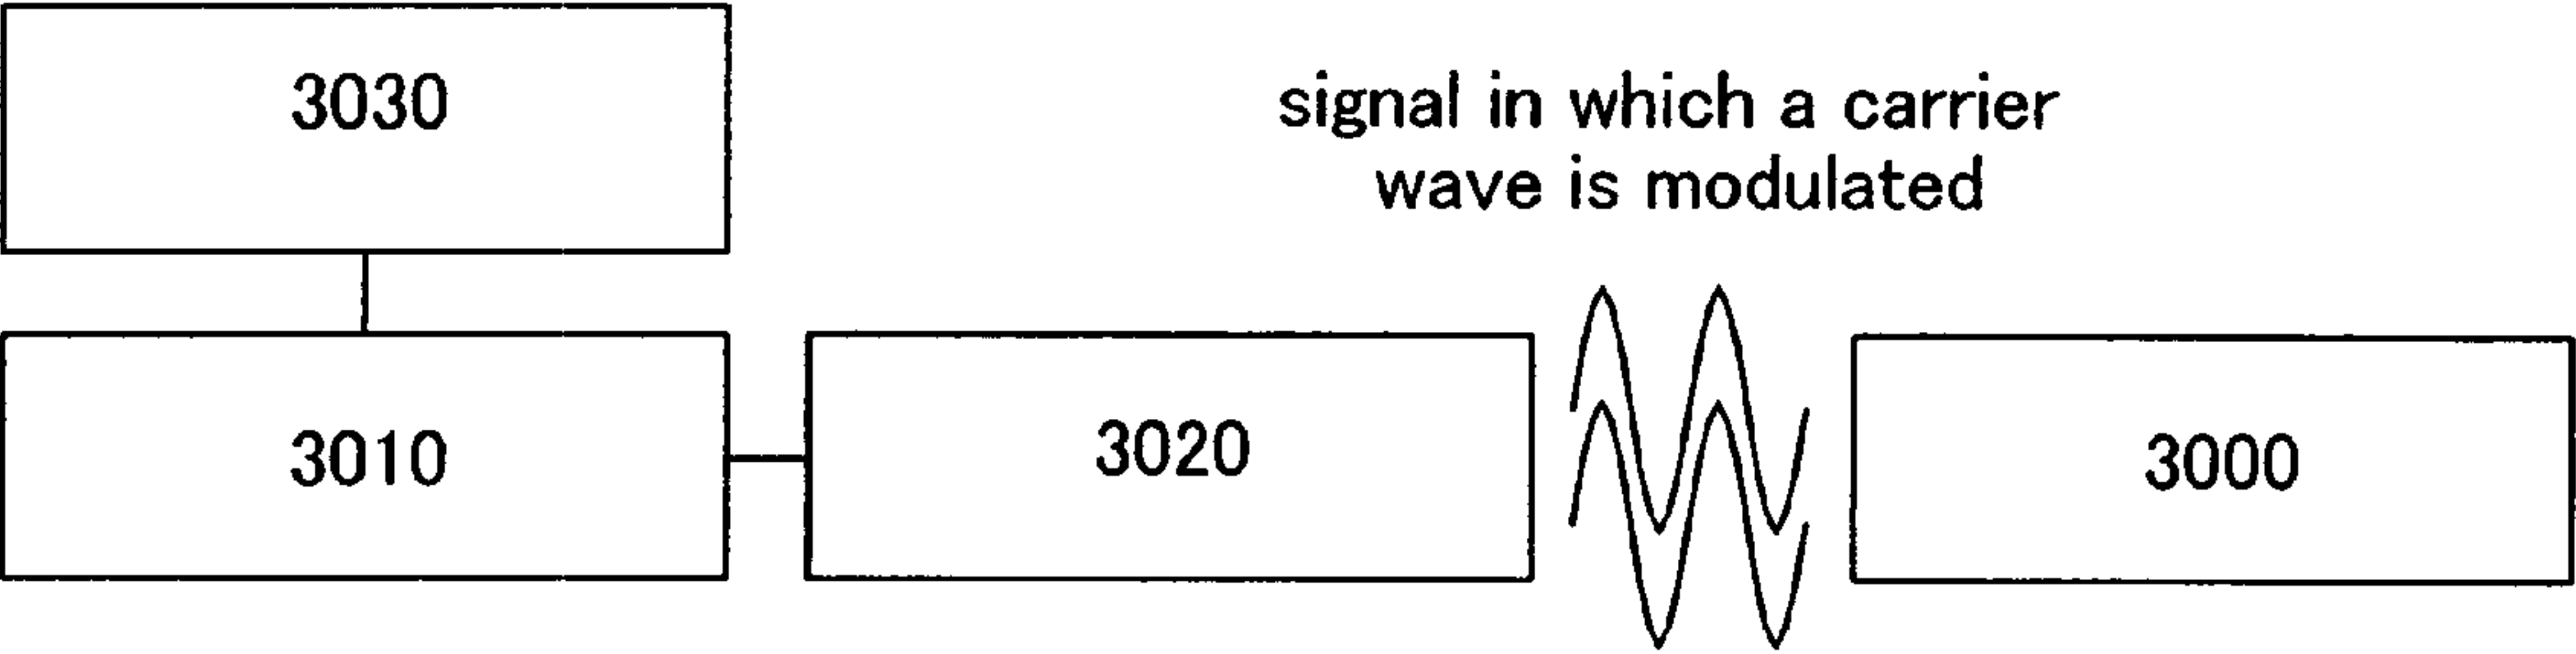 3030
signal in which a carrier
wave is modulated
3010
3020
3000